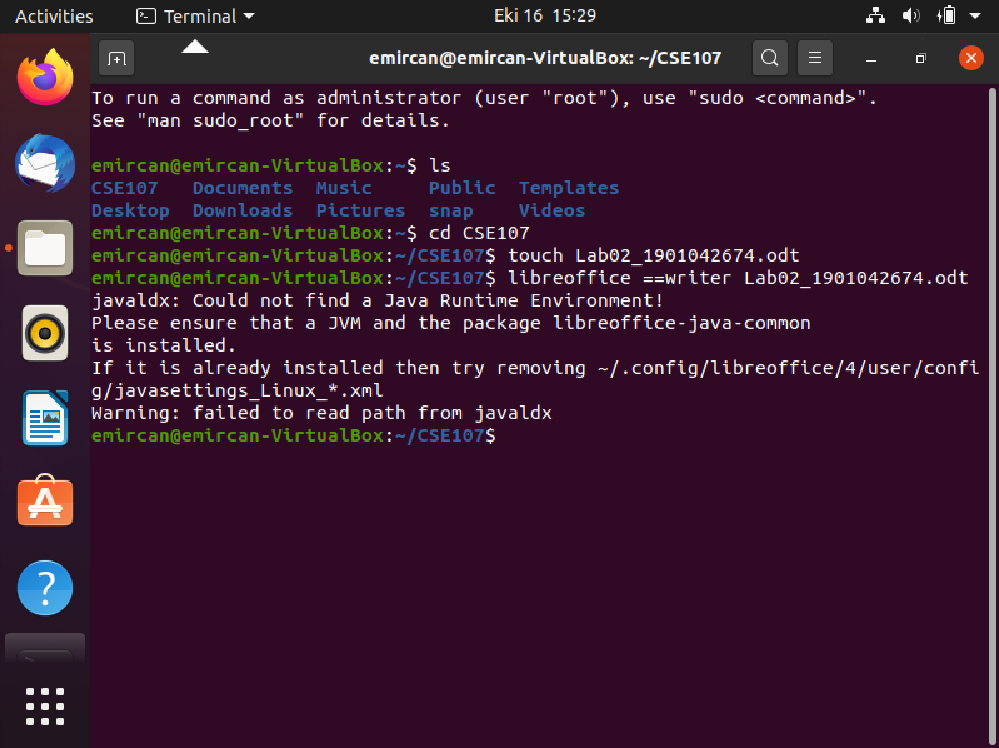 Activities Terminal Eki 16 15:29
emircan@emircan-VirtualBox: ~/CSE107
To run a command as administrator (user "root"), use "sudo <command>".
See "man sudo_root" for details.
emircan@emircan-VirtualBox:~$ ls
CSE107 Documents Music Public Templates
Desktop Downloads Pictures snap Videos
emircan@emircan-VirtualBox:~$ cd CSE107
emircan@emircan-VirtualBox:~/CSE107$ touch Lab02_1901042674.odt
emircan@emircan-VirtualBox:~/CSE107$ libreoffice ==writer Lab02_1901042674.odt
javaldx: Could not find a Java Runtime Environment!
Please ensure that a JVM and the package libreoffice-java-common
is installed.
If it is already installed then try removing ~/.config/libreoffice/4/user/confi
g/javasettings_Linux_*.xml
Warning: failed to read path from javaldx
emircan@emircan-VirtualBox:~/CSE107$